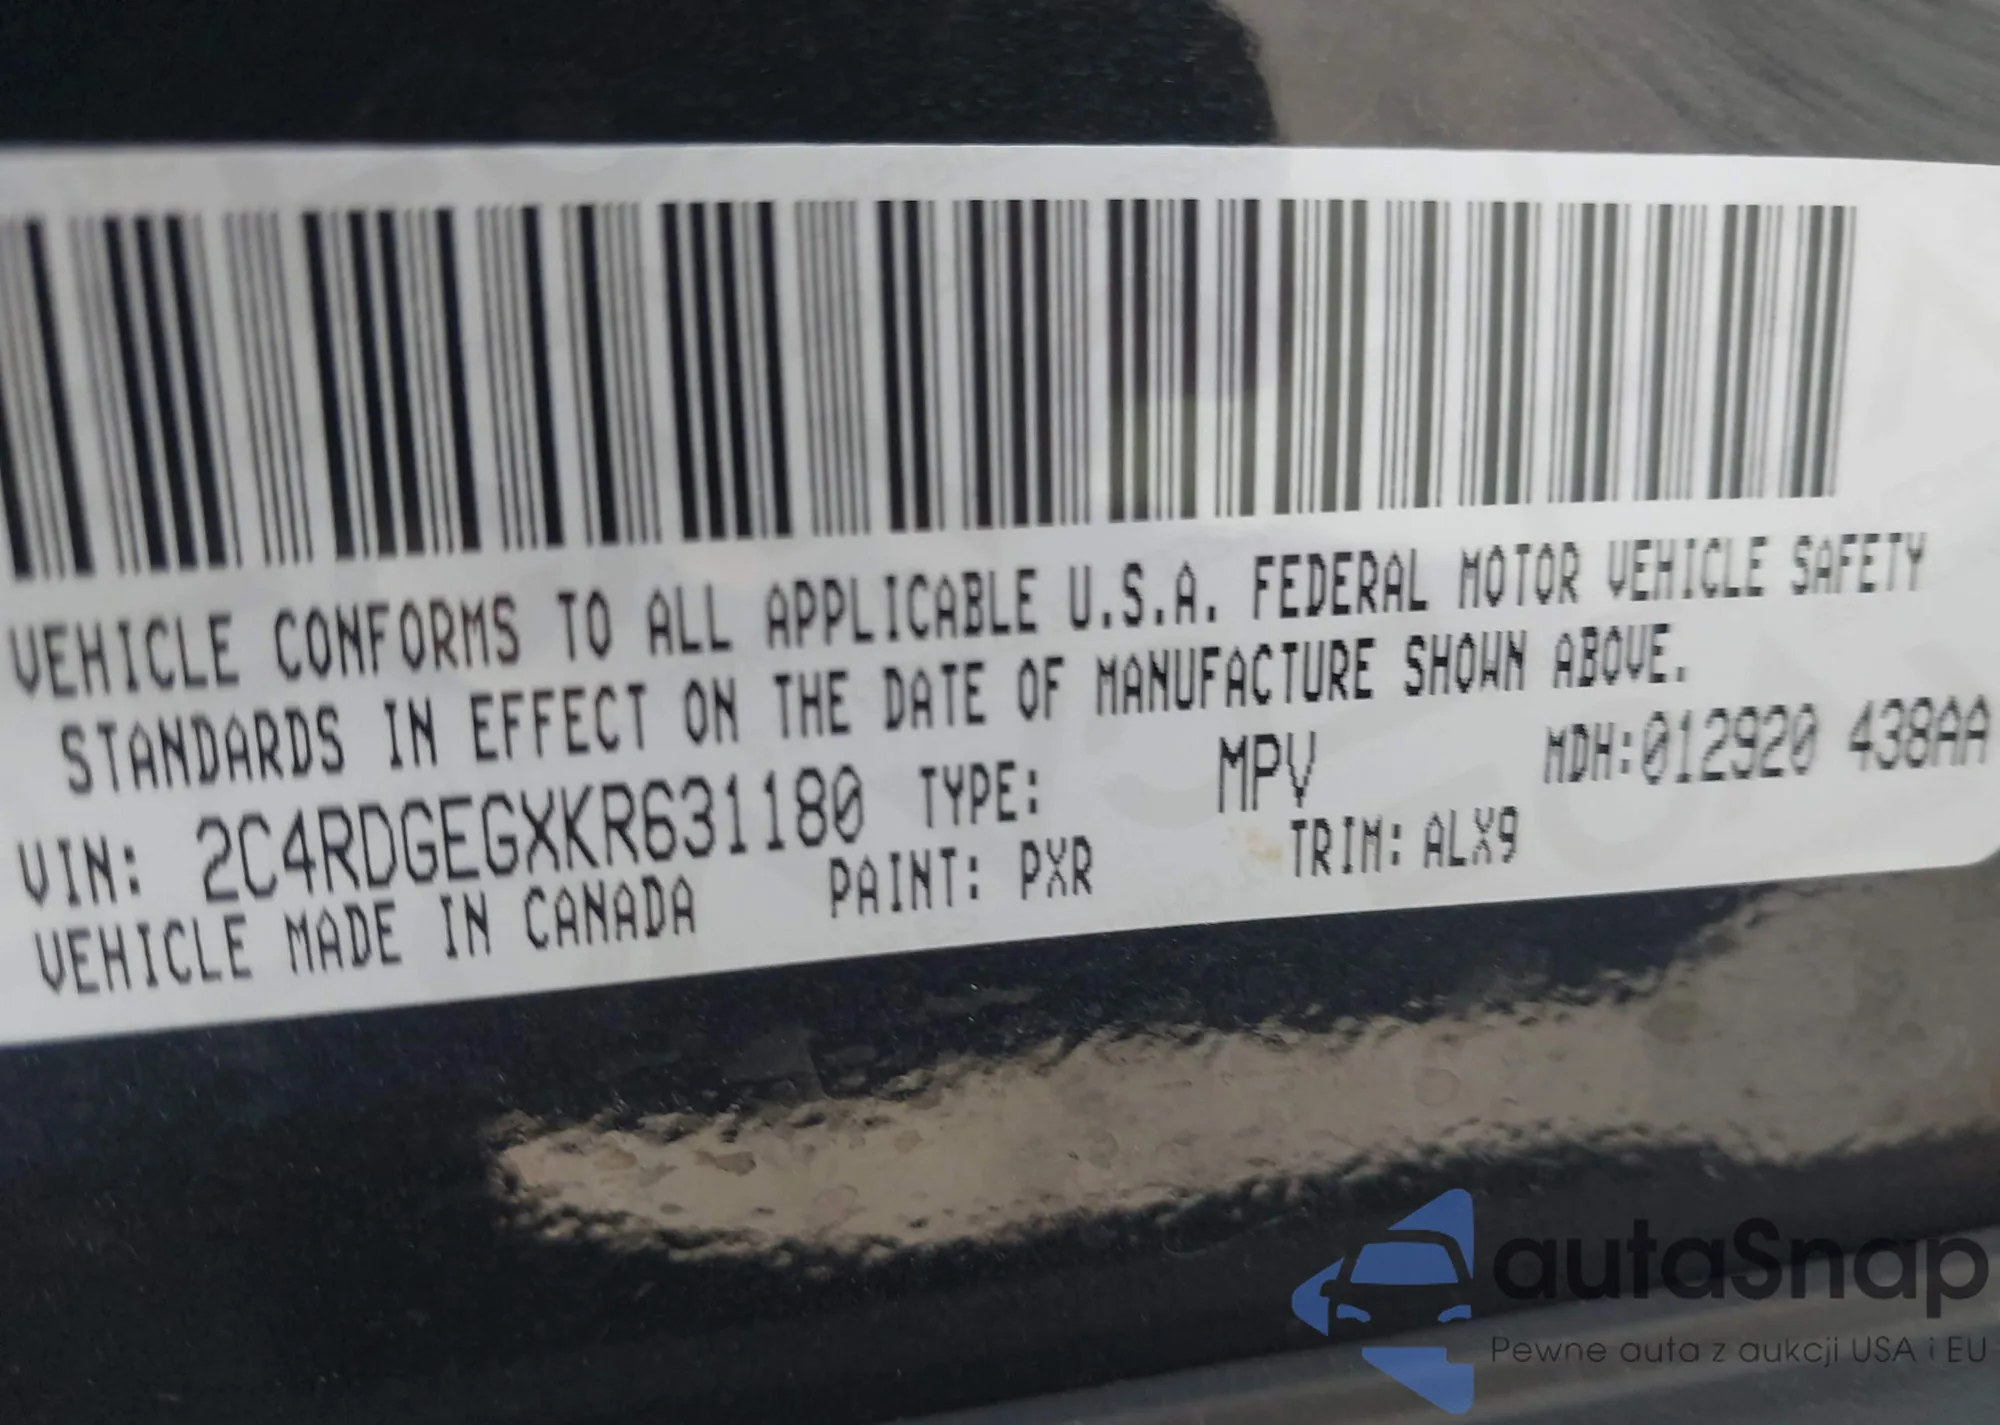 VEHICLE CONFORMS TO ALL APPLICABLE U.S.A. FEDERAL MOTOR VEHICLE SAFETY
STANDARDS IN EFFECT ON THE DATE OF MANUFACTURE SHOWN ABOVE.
VIN: 2C4RDGEGXKR631180 TYPE: MPV MDH:012920 438AA
VEHICLE MADE IN CANADA PAINT: PXR TRIM: ALX9
autaSnap
Pewne auta z aukcji USA i EU